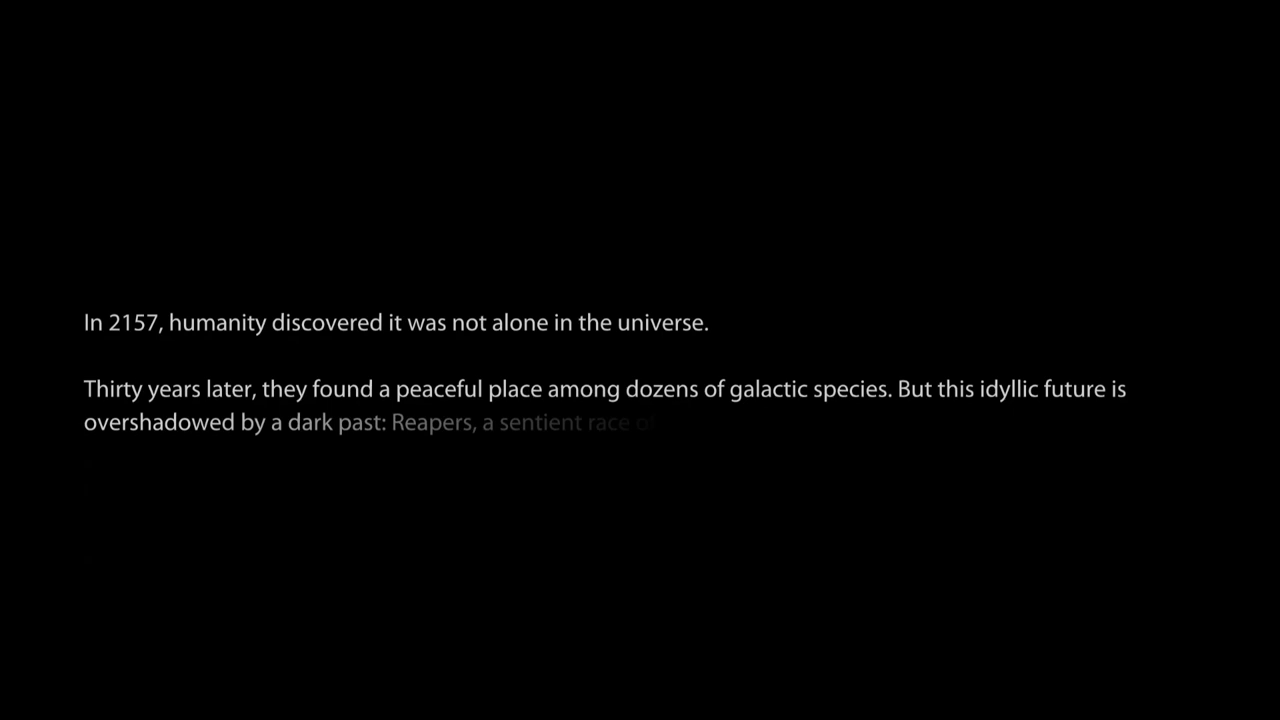 In 2157, humanity discovered it was not alone in the universe.
Thirty years later, they found a peaceful place among dozens of galactic species. But this idyllic future is
overshadowed by a dark past: Reapers, a sentient race of